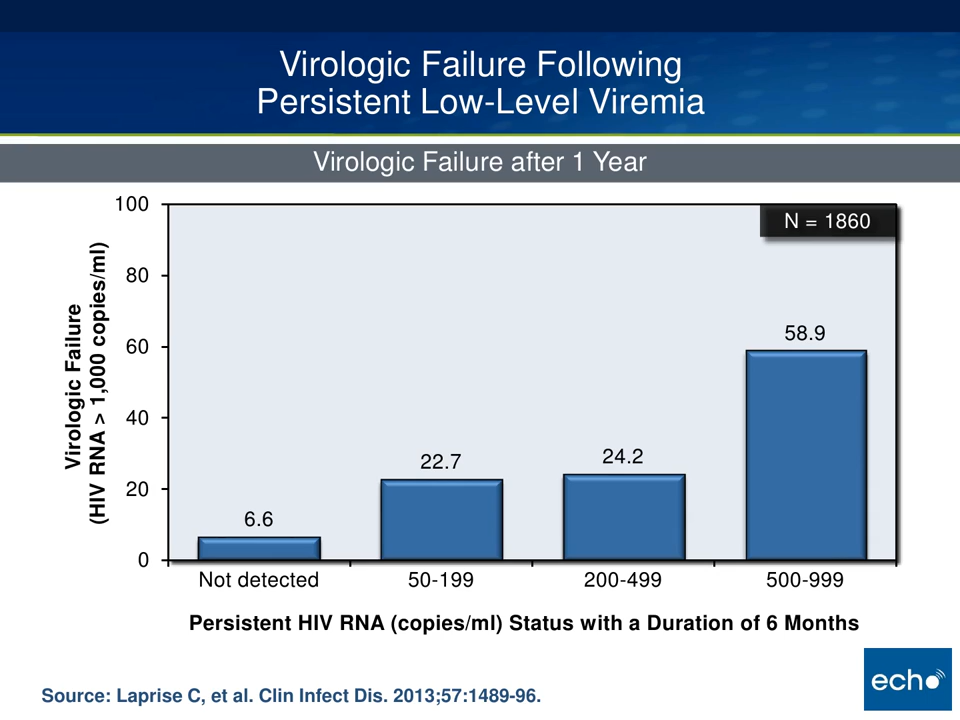 Virologic Failure Following
Persistent Low-Level Viremia
Virologic Failure after 1 Year
N = 1860
Virologic Failure
(HIV RNA > 1,000 copies/ml)
100
80
60
40
20
0
6.6
22.7
24.2
58.9
Not detected
50-199
200-499
500-999
Persistent HIV RNA (copies/ml) Status with a Duration of 6 Months
Source: Laprise C, et al. Clin Infect Dis. 2013;57:1489-96.
echo